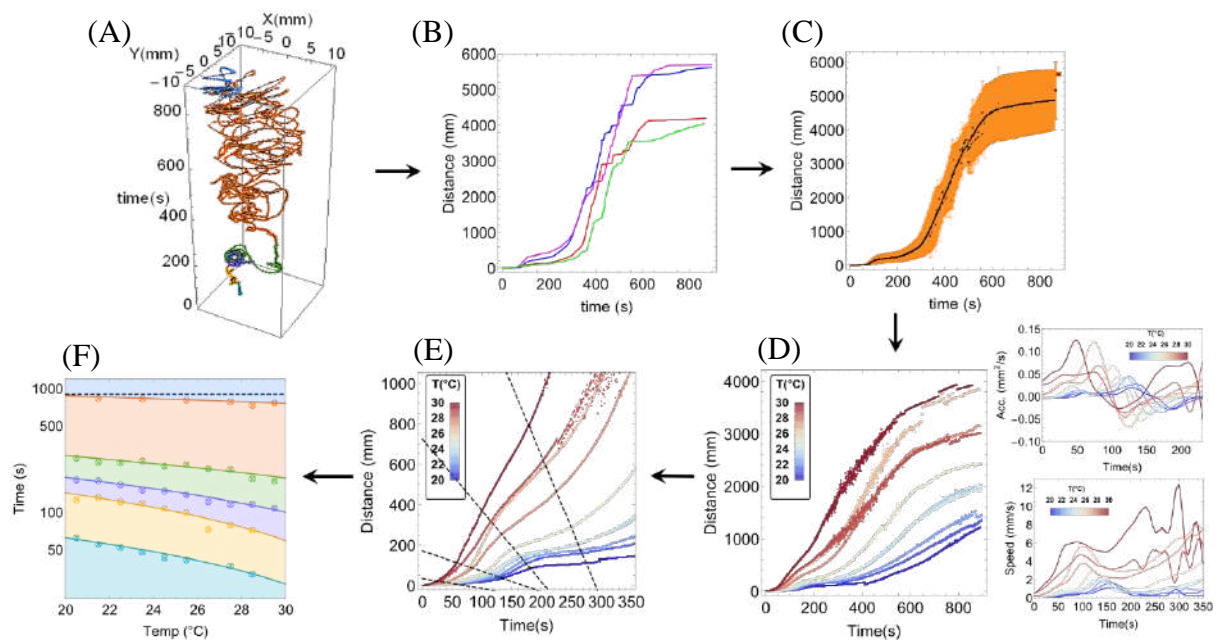 (A)
X(mm)
-10
-5
0
5
10
Y(mm)
10
5
0
-5
-10
800
600
time(s)
400
200
0
(B)
6000
5000
4000
3000
2000
1000
0
Distance (mm)
0 200 400 600 800
time (s)
(C)
6000
5000
4000
3000
2000
1000
0
Distance (mm)
0 200 400 600 800
time (s)
(F)
1000
500
100
50
Time (s)
20 22 24 26 28 30
Temp (°C)
(E)
T(°C)
30
28
26
24
22
20
1000
800
600
400
200
0
Distance (mm)
0 50 100 150 200 250 300 350
Time(s)
(D)
T(°C)
30
28
26
24
22
20
4000
3000
2000
1000
0
Distance (mm)
0 200 400 600 800
Time(s)
T(°C)
20 22 24 26 28 30
0.15
0.10
0.05
0.00
-0.05
-0.10
Acc. (mm²/s)
0 50 100 150 200
Time(s)
T(°C)
20 22 24 26 28 30
12
10
8
6
4
2
0
Speed (mm/s)
0 50 100 150 200 250 300 350
Time(s)